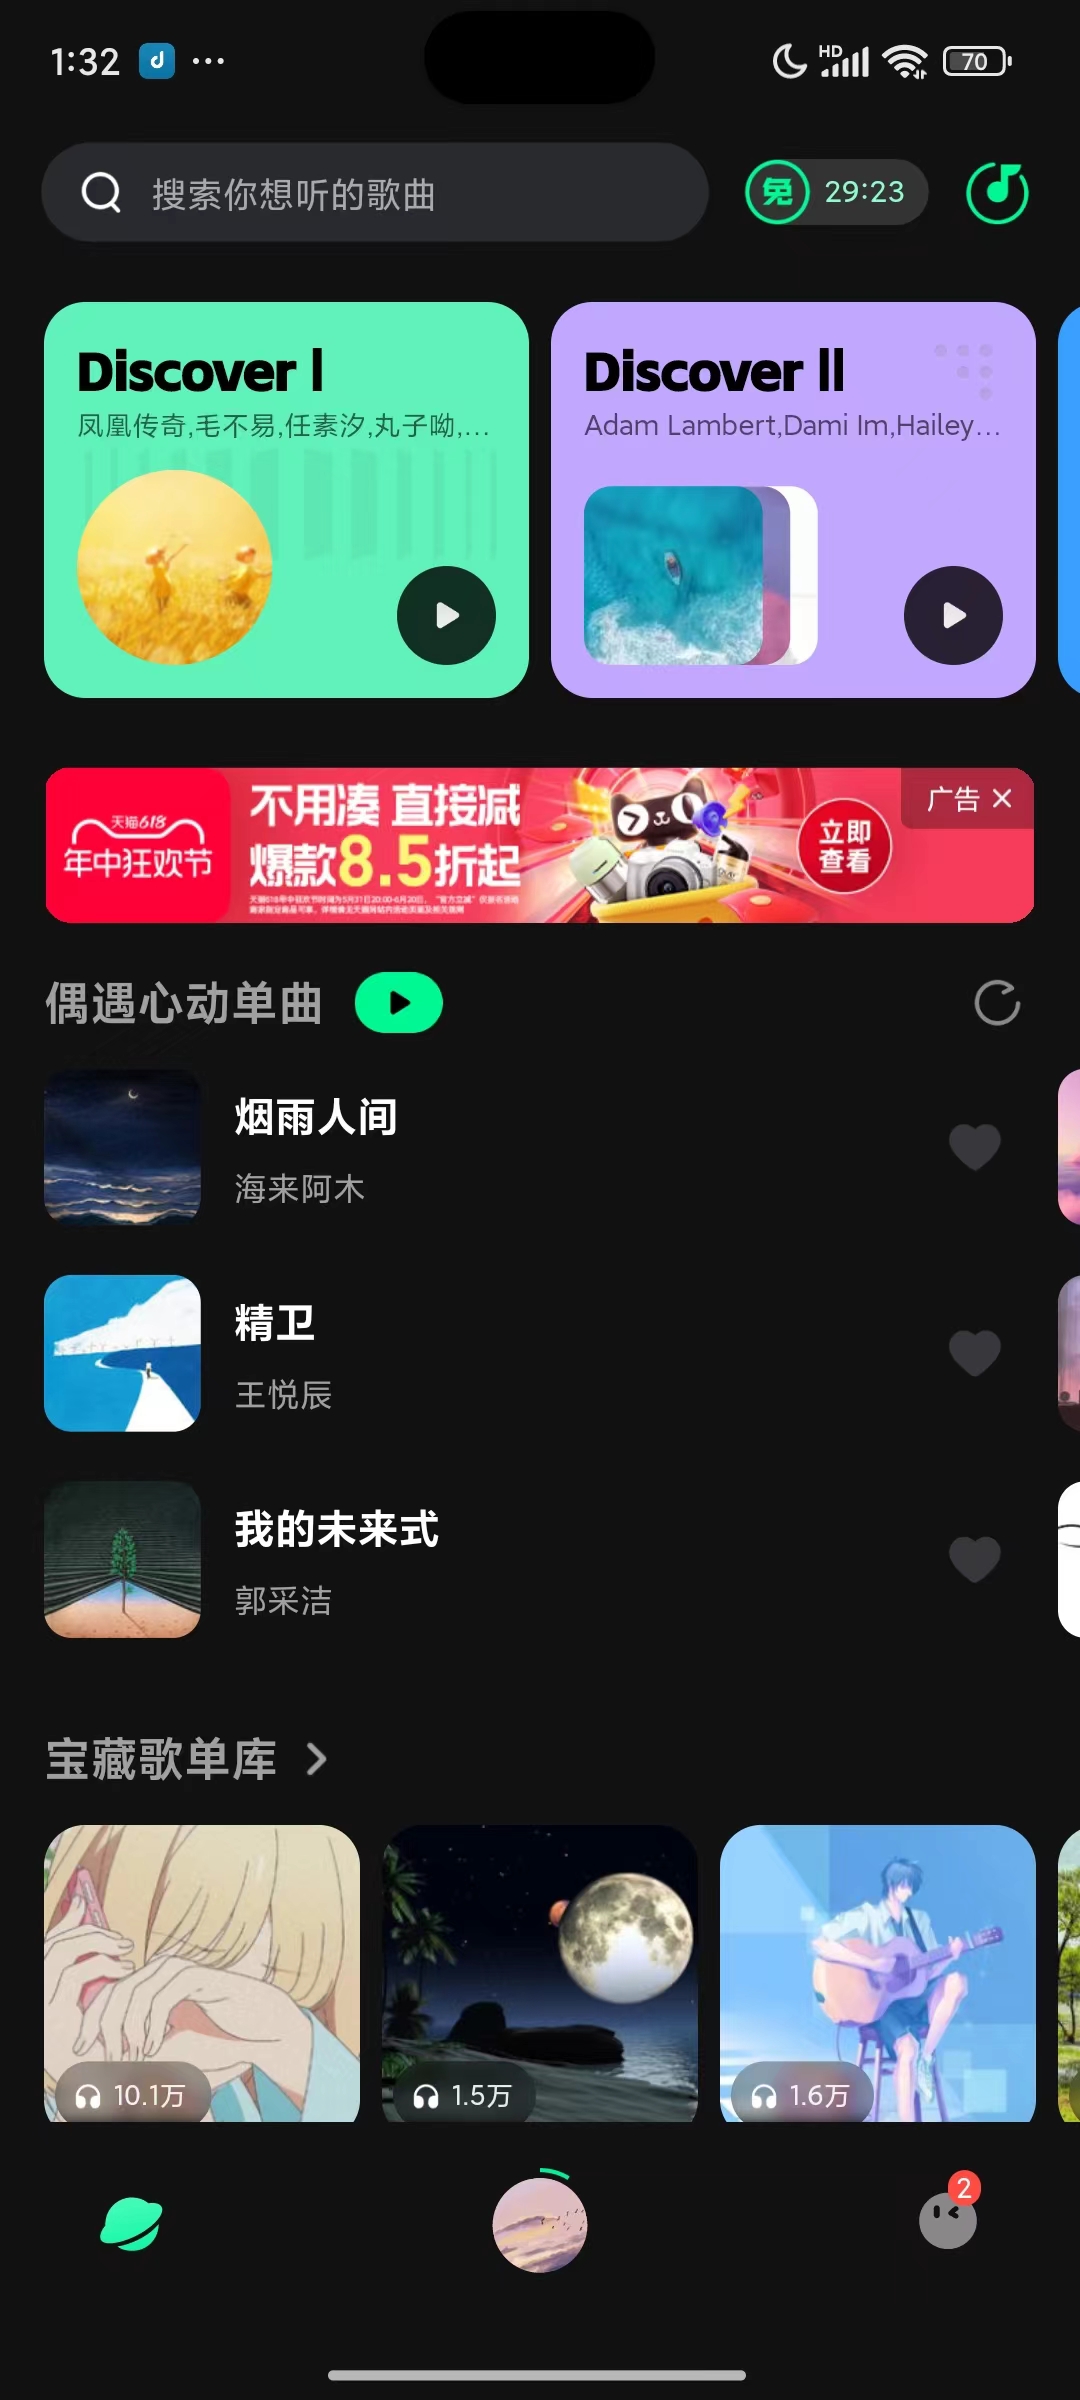 1:32
HD
70
搜索你想听的歌曲
免 29:23
Discover Ⅰ
凤凰传奇,毛不易,任素汐,丸子呦,...
Discover Ⅱ
Adam Lambert,Dami Im,Hailey...
天猫618
年中狂欢节
不用凑 直接减
爆款8.5折起
立即
查看
广告
偶遇心动单曲
烟雨人间
海来阿木
精卫
王悦辰
我的未来式
郭采洁
宝藏歌单库
10.1万
1.5万
1.6万
2